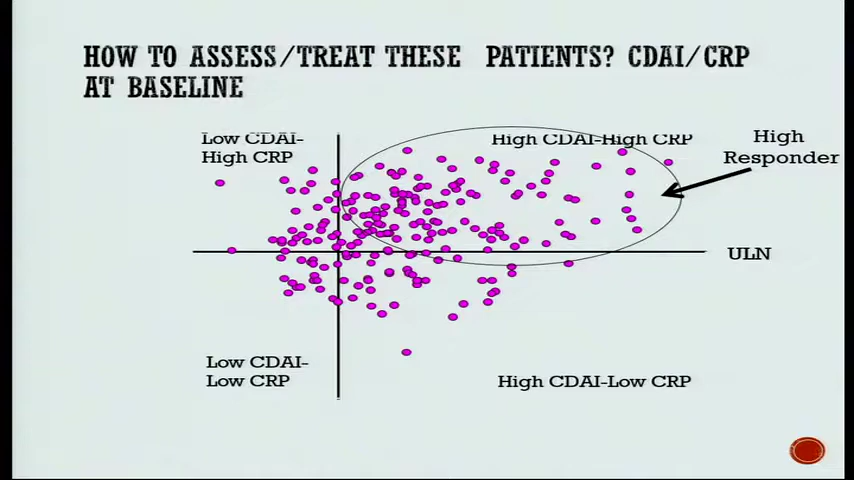 HOW TO ASSESS/TREAT THESE PATIENTS? CDAI/CRP
AT BASELINE
Low CDAI-
High CRP
High CDAI-High CRP
High
Responder
ULN
Low CDAI-
Low CRP
High CDAI-Low CRP